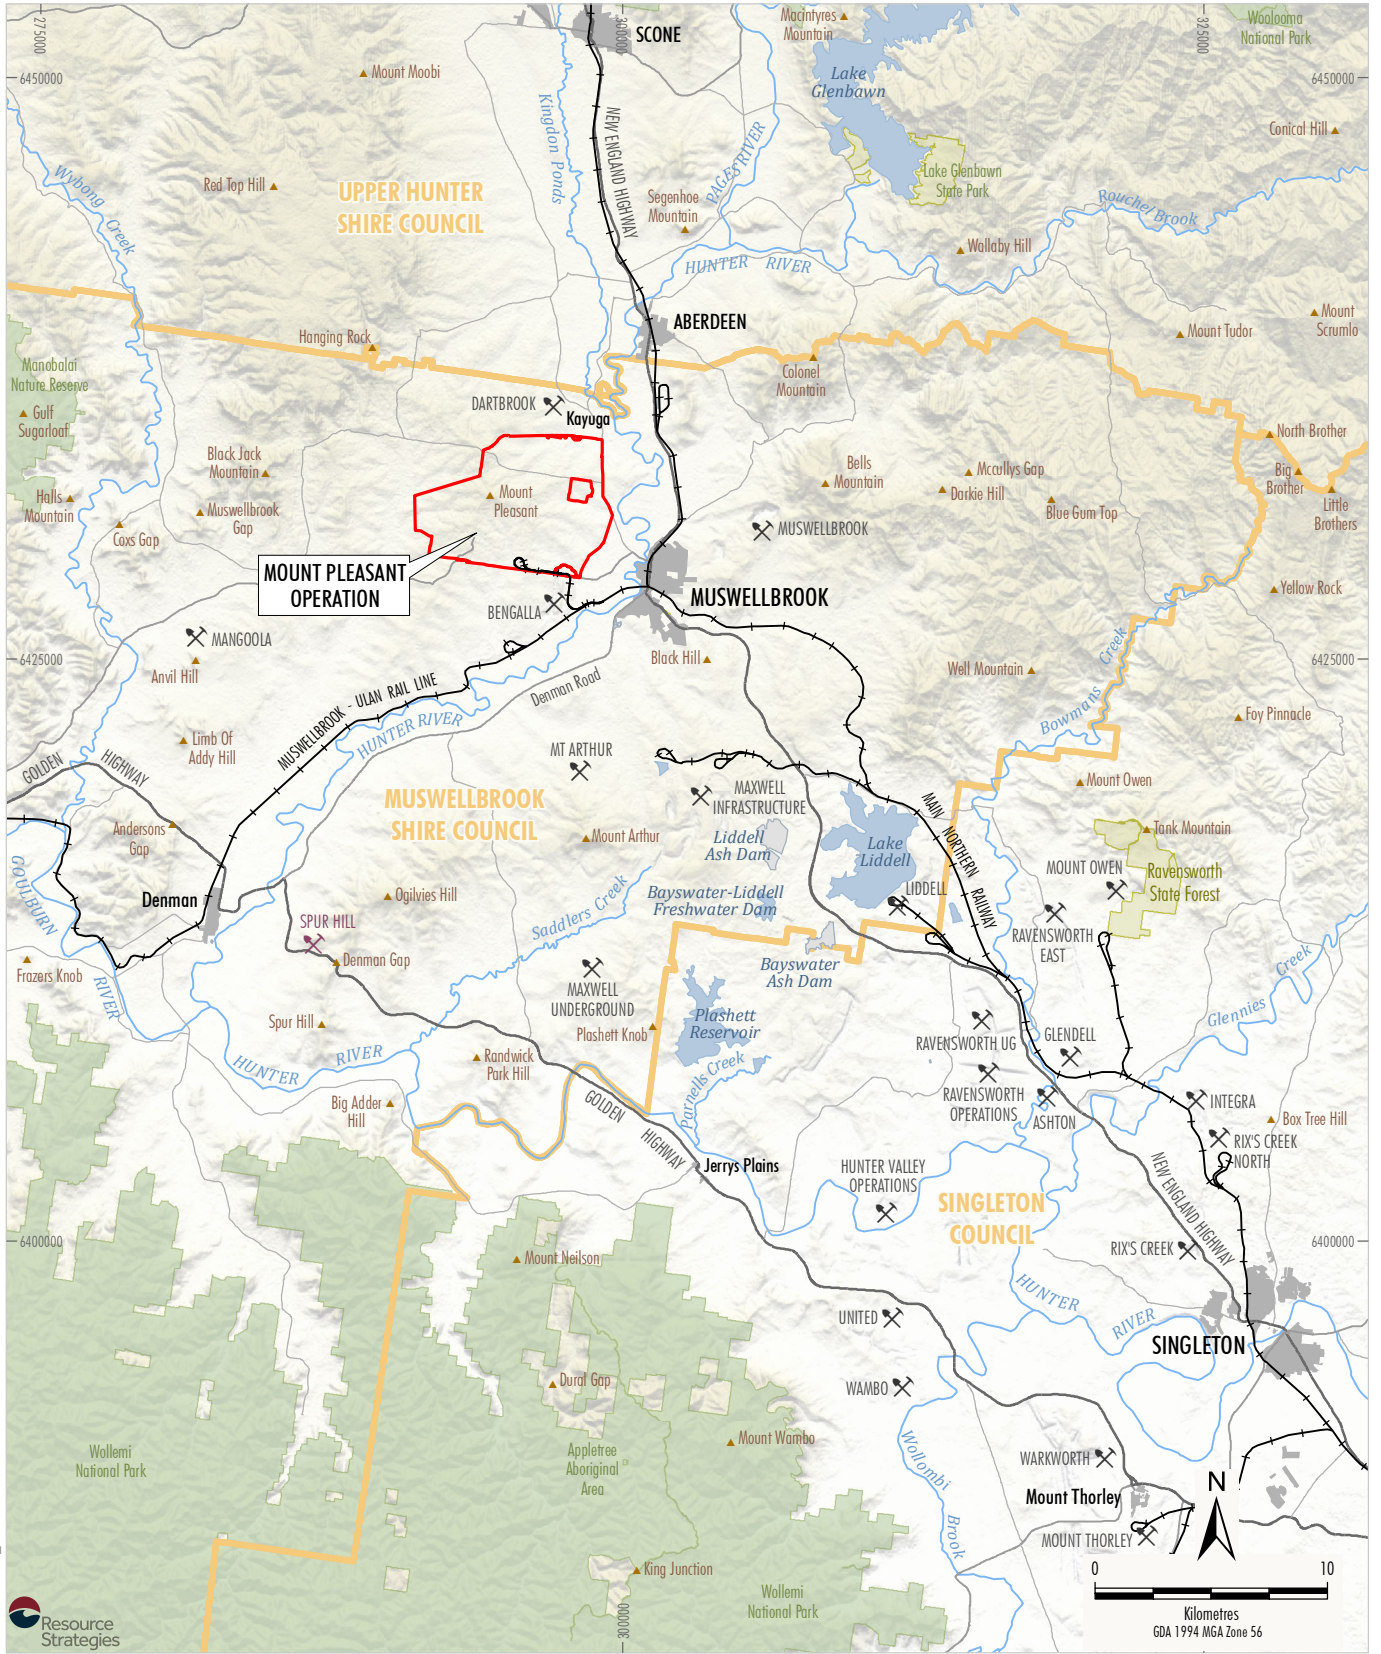 275000
300000
325000
SCONE
Macintyres
Mountain
Woolooma
National Park
6450000
6450000
Mount Moobi
Lake
Glenbawn
Kingdon Ponds
NEW ENGLAND HIGHWAY
PAGES RIVER
Conical Hill
Wybong Creek
Red Top Hill
UPPER HUNTER
SHIRE COUNCIL
Segenhoe
Mountain
Lake Glenbawn
State Park
Rouchel Brook
Wallaby Hill
HUNTER RIVER
ABERDEEN
Mount
Scrumlo
Mount Tudor
Hanging Rock
Manobalai
Nature Reserve
Colonel
Mountain
Gulf
Sugarloaf
DARTBROOK
Kayuga
North Brother
Black Jack
Mountain
Bells
Mountain
Mccullys Gap
Big
Brother
Halls
Mountain
Mount
Pleasant
Darkie Hill
Blue Gum Top
Little
Brothers
Muswellbrook
Gap
Coxs Gap
MUSWELLBROOK
MOUNT PLEASANT
OPERATION
BENGALLA
MUSWELLBROOK
Yellow Rock
MANGOOLA
Anvil Hill
6425000
6425000
Black Hill
Well Mountain
Bowmans Creek
MUSWELLBROOK - ULAN RAIL LINE
Denman Road
HUNTER RIVER
Foy Pinnacle
Limb Of
Addy Hill
GOLDEN HIGHWAY
MT ARTHUR
MAXWELL
INFRASTRUCTURE
Mount Owen
MUSWELLBROOK
SHIRE COUNCIL
MAIN NORTHERN RAILWAY
Andersons
Gap
Mount Arthur
Liddell
Ash Dam
Lake
Liddell
Tank Mountain
GOULBURN RIVER
Denman
Ogilvies Hill
Bayswater-Liddell
Freshwater Dam
LIDDELL
MOUNT OWEN
Ravensworth
State Forest
SPUR HILL
Saddlers Creek
RAVENSWORTH
EAST
Denman Gap
Frazers Knob
Bayswater
Ash Dam
MAXWELL
UNDERGROUND
Glennies Creek
Spur Hill
Plashett Knob
Plashett
Reservoir
RAVENSWORTH UG
GLENDELL
HUNTER RIVER
Randwick
Park Hill
Parnells Creek
RAVENSWORTH
OPERATIONS
ASHTON
INTEGRA
Big Adder
Hill
GOLDEN HIGHWAY
Box Tree Hill
RIX'S CREEK
NORTH
Jerrys Plains
HUNTER VALLEY
OPERATIONS
NEW ENGLAND HIGHWAY
SINGLETON
COUNCIL
6400000
6400000
Mount Neilson
RIX'S CREEK
HUNTER RIVER
UNITED
SINGLETON
Dural Gap
WAMBO
Mount Wambo
Wollemi
National Park
Appletree
Aboriginal
Area
Wollombi Brook
WARKWORTH
Mount Thorley
N
MOUNT THORLEY
King Junction
Wollemi
National Park
0 10
Kilometres
GDA 1994 MGA Zone 56
Resource
Strategies
300000